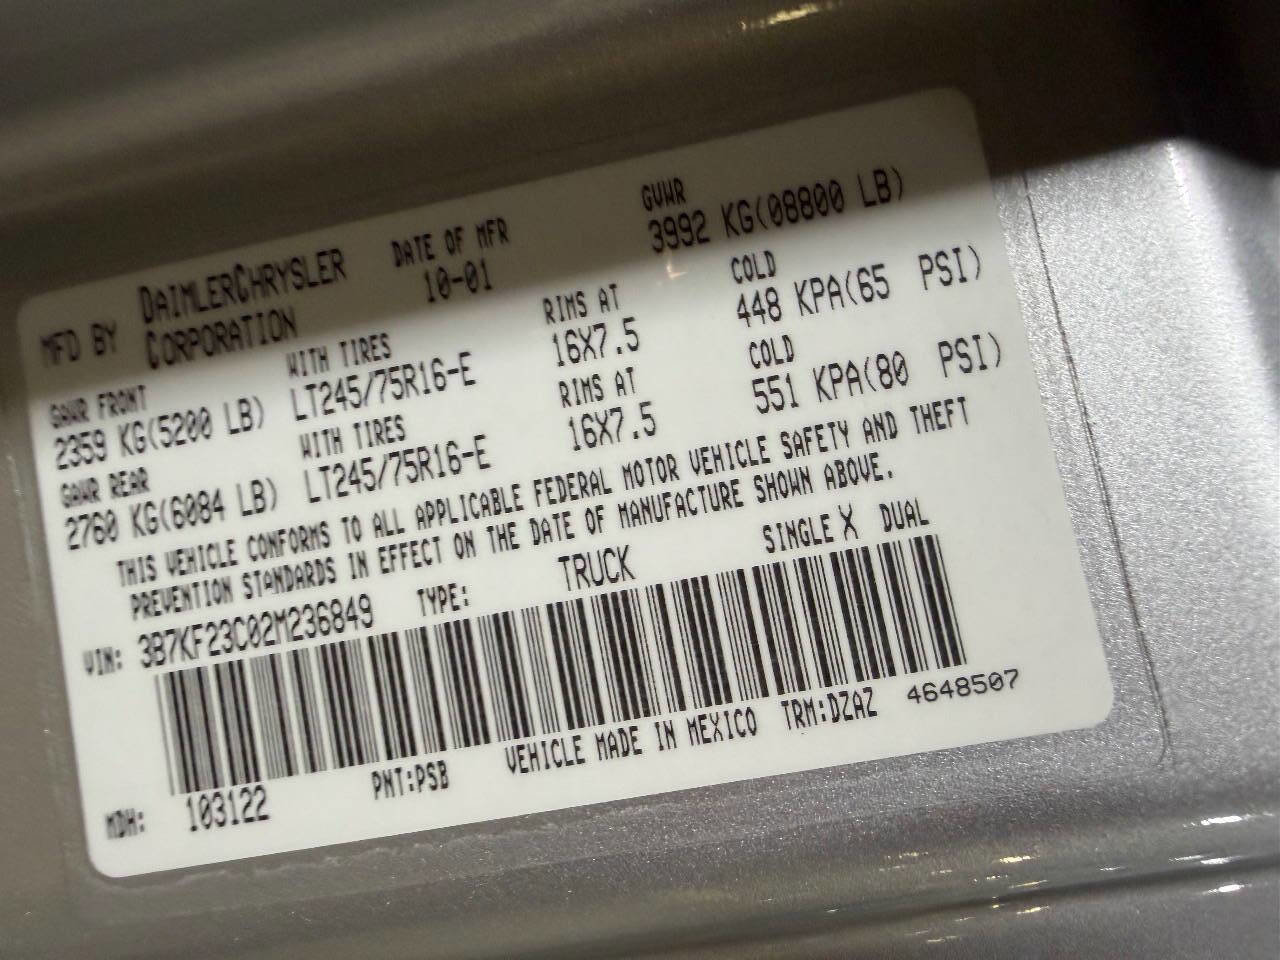 MFD BY DAIMLERCHRYSLER CORPORATION DATE OF MFR 10-01 GVWR 3992 KG(08800 LB)
GAWR FRONT WITH TIRES RIMS AT COLD
2359 KG(5200 LB) LT245/75R16-E 16X7.5 448 KPA(65 PSI)
GAWR REAR WITH TIRES RIMS AT COLD
2760 KG(6084 LB) LT245/75R16-E 16X7.5 551 KPA(80 PSI)
THIS VEHICLE CONFORMS TO ALL APPLICABLE FEDERAL MOTOR VEHICLE SAFETY AND THEFT
PREVENTION STANDARDS IN EFFECT ON THE DATE OF MANUFACTURE SHOWN ABOVE.
VIN: 3B7KF23C02M236849 TYPE: TRUCK SINGLE X DUAL
MDH: 103122 PNT:PSB VEHICLE MADE IN MEXICO TRM:DZAZ 4648507